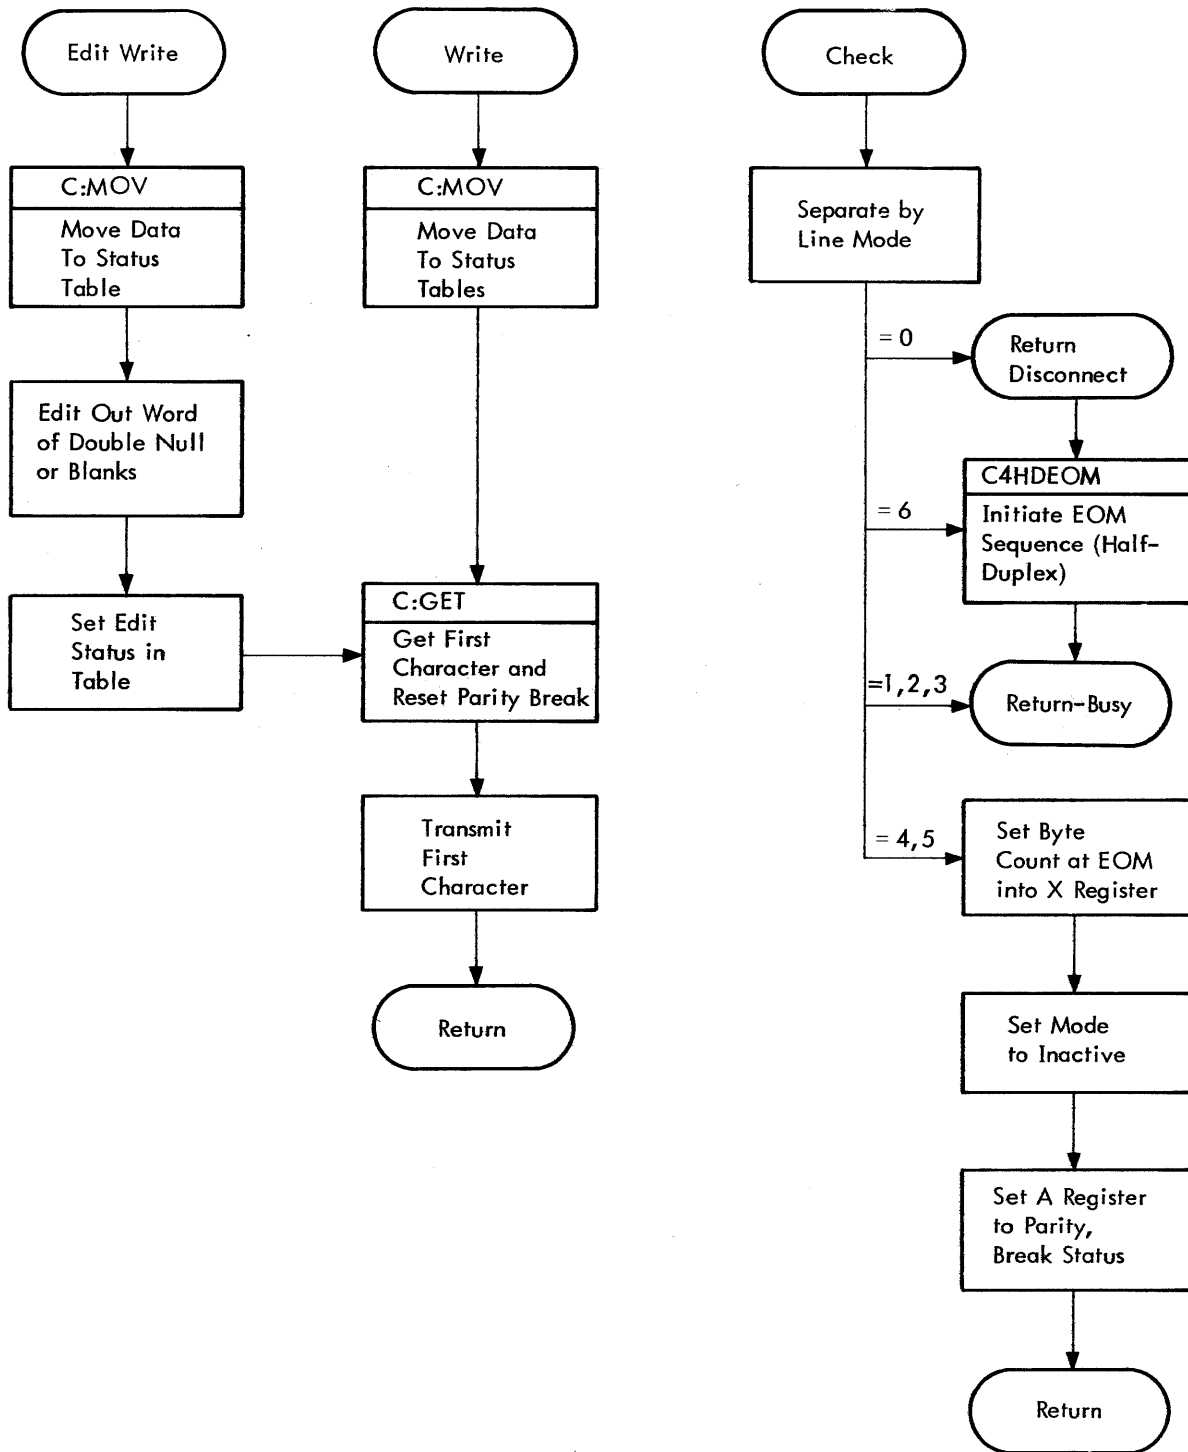 Edit Write
C:MOV
Move Data
To Status
Table
Edit Out Word
of Double Null
or Blanks
Set Edit
Status in
Table
Write
C:MOV
Move Data
To Status
Tables
C:GET
Get First
Character and
Reset Parity Break
Transmit
First
Character
Return
Check
Separate by
Line Mode
= 0
Return
Disconnect
= 6
C4HDEOM
Initiate EOM
Sequence (Half-
Duplex)
=1,2,3
Return-Busy
= 4,5
Set Byte
Count at EOM
into X Register
Set Mode
to Inactive
Set A Register
to Parity,
Break Status
Return